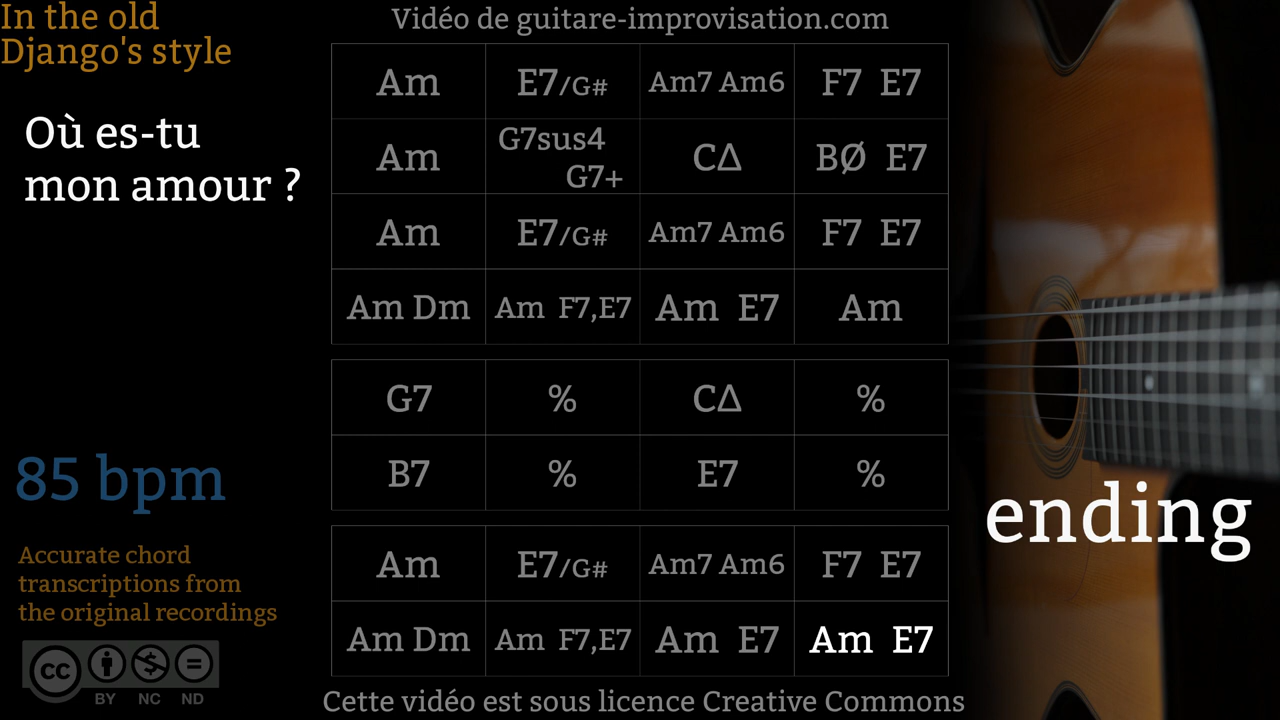 In the old
Django's style
Où es-tu
mon amour ?
85 bpm
Accurate chord
transcriptions from
the original recordings
cc
BY NC ND
Vidéo de guitare-improvisation.com
Am E7/G# Am7 Am6 F7 E7
Am G7sus4 G7+ CΔ BØ E7
Am E7/G# Am7 Am6 F7 E7
Am Dm Am F7,E7 Am E7 Am
G7 % CΔ %
B7 % E7 %
Am E7/G# Am7 Am6 F7 E7
Am Dm Am F7,E7 Am E7 Am E7
ending
Cette vidéo est sous licence Creative Commons